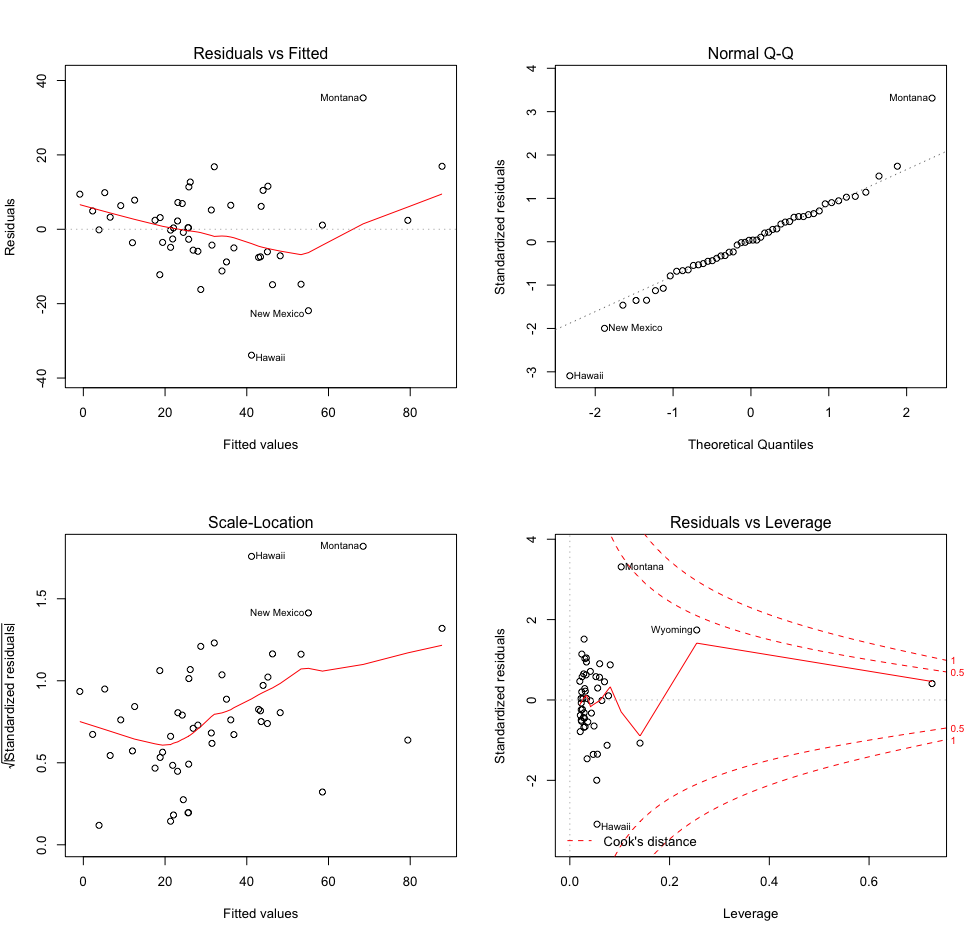 Residuals vs Fitted
40
20
0
-20
-40
Residuals
Montana
New Mexico
Hawaii
0 20 40 60 80
Fitted values
Normal Q-Q
4
3
2
1
0
-1
-2
-3
Standardized residuals
Montana
New Mexico
Hawaii
-2 -1 0 1 2
Theoretical Quantiles
Scale-Location
1.5
1.0
0.5
0.0
√|Standardized residuals|
Hawaii
Montana
New Mexico
0 20 40 60 80
Fitted values
Residuals vs Leverage
4
2
0
-2
Standardized residuals
Montana
Wyoming
1
0.5
0.5
1
Hawaii
Cook's distance
0.0 0.2 0.4 0.6
Leverage